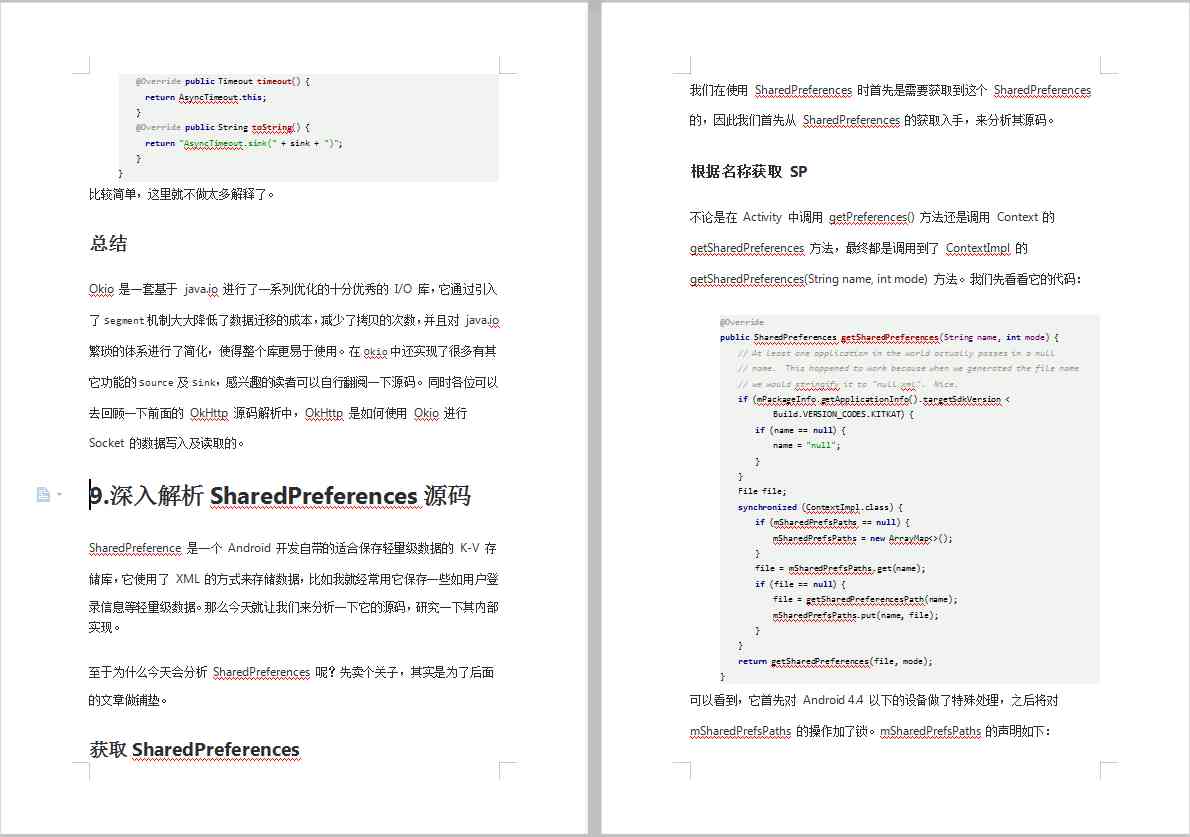 @Override public Timeout timeout() {
return AsyncTimeout.this;
}
@Override public String toString() {
return "AsyncTimeout.sink(" + sink + ")";
}
}
比较简单，这里就不做太多解释了。
总结
Okio 是一套基于 java.io 进行了一系列优化的十分优秀的 I/O 库，它通过引入
了 Segment 机制大大降低了数据迁移的成本，减少了拷贝的次数，并且对 java.io
繁琐的体系进行了简化，使得整个库更易于使用。在 Okio 中还实现了很多有其
它功能的 Source 及 Sink，感兴趣的读者可以自行翻阅一下源码。同时各位可以
去回顾一下前面的 OkHttp 源码解析中，OkHttp 是如何使用 Okio 进行
Socket 的数据写入及读取的。
9.深入解析 SharedPreferences 源码
SharedPreference 是一个 Android 开发自带的适合保存轻量级数据的 K-V 存
储库，它使用了 XML 的方式来存储数据，比如我就经常用它保存一些如用户登
录信息等轻量级数据。那么今天就让我们来分析一下它的源码，研究一下其内部
实现。
至于为什么今天会分析 SharedPreferences 呢？先卖个关子，其实是为了后面
的文章做铺垫。
获取 SharedPreferences
我们在使用 SharedPreferences 时首先是需要获取到这个 SharedPreferences
的，因此我们首先从 SharedPreferences 的获取入手，来分析其源码。
根据名称获取 SP
不论是在 Activity 中调用 getPreferences() 方法还是调用 Context 的
getSharedPreferences 方法，最终都是调用到了 ContextImpl 的
getSharedPreferences(String name, int mode) 方法。我们先看看它的代码：
@Override
public SharedPreferences getSharedPreferences(String name, int mode) {
// At least one application in the world actually passes in a null
// name.  This happened to work because when we generated the file name
// we would stringify it to "null.xml".  Nice.
if (mPackageInfo.getApplicationInfo().targetSdkVersion <
Build.VERSION_CODES.KITKAT) {
if (name == null) {
name = "null";
}
}
File file;
synchronized (ContextImpl.class) {
if (mSharedPrefsPaths == null) {
mSharedPrefsPaths = new ArrayMap<>();
}
file = mSharedPrefsPaths.get(name);
if (file == null) {
file = getSharedPreferencesPath(name);
mSharedPrefsPaths.put(name, file);
}
}
return getSharedPreferences(file, mode);
}
可以看到，它首先对 Android 4.4 以下的设备做了特殊处理，之后将对
mSharedPrefsPaths 的操作加了锁。mSharedPrefsPaths 的声明如下：